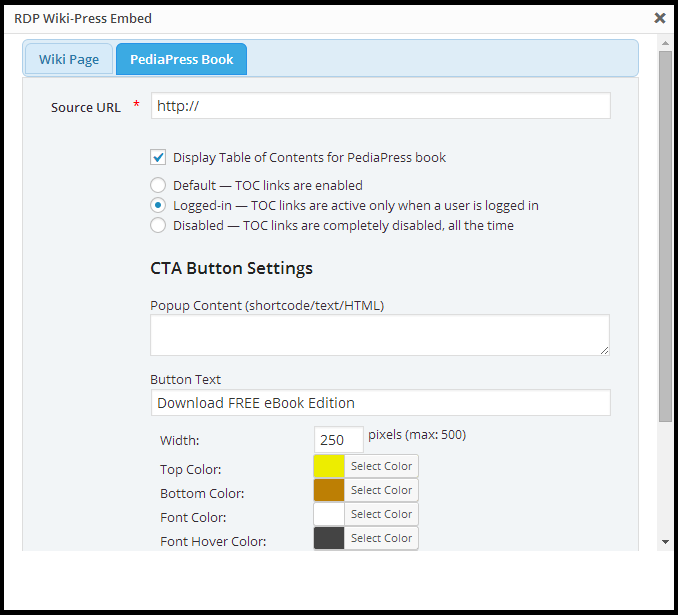 RDP Wiki-Press Embed
Wiki Page
PediaPress Book
Source URL * http://
Display Table of Contents for PediaPress book
Default — TOC links are enabled
Logged-in — TOC links are active only when a user is logged in
Disabled — TOC links are completely disabled, all the time
CTA Button Settings
Popup Content (shortcode/text/HTML)
Button Text
Download FREE eBook Edition
Width: 250 pixels (max: 500)
Top Color: Select Color
Bottom Color: Select Color
Font Color: Select Color
Font Hover Color: Select Color